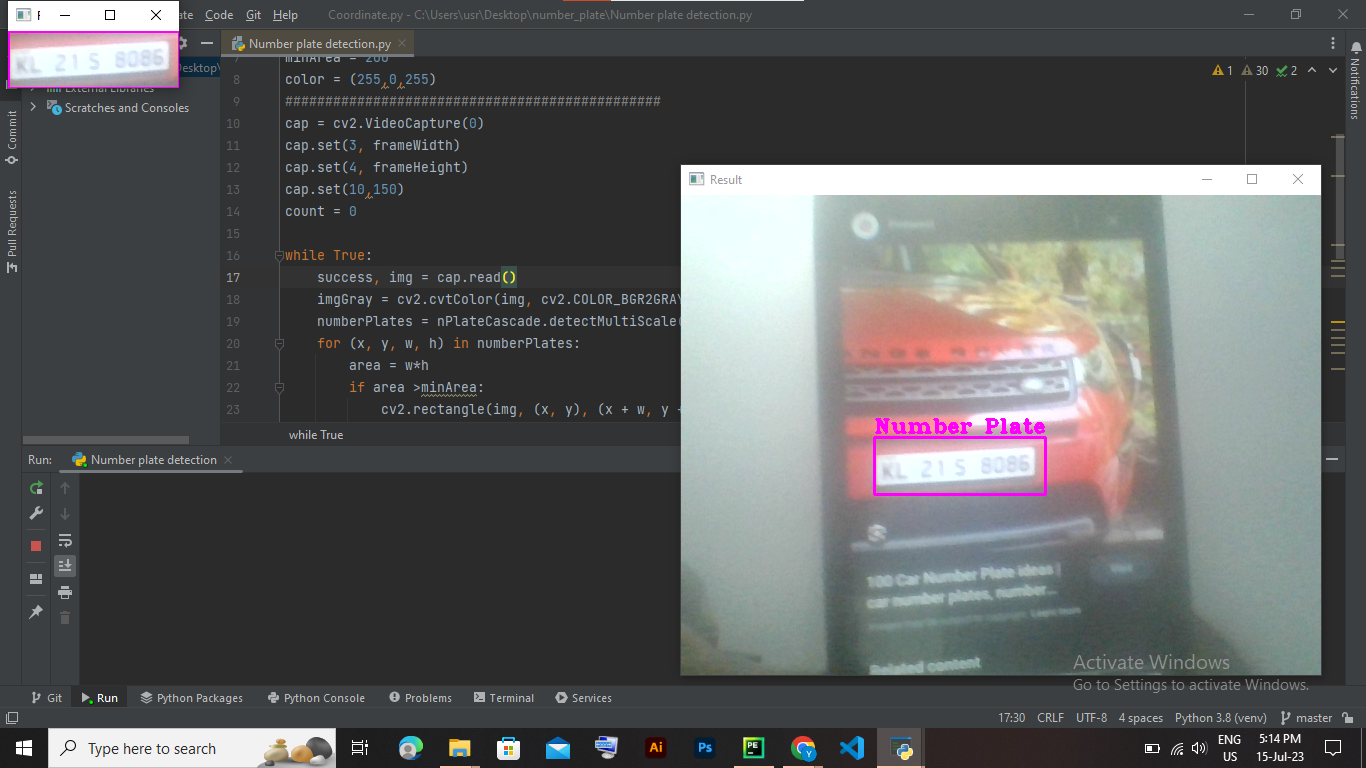 Coordinate.py - C:\Users\usr\Desktop\number_plate\Number plate detection.py
Code Git Help
KL 21 S 8086
Number plate detection.py
Desktop\
External Libraries
Scratches and Consoles
Commit
Pull Requests
Notifications
1 30 2
7 minArea = 200
8 color = (255,0,255)
9 ###############################################
10 cap = cv2.VideoCapture(0)
11 cap.set(3, frameWidth)
12 cap.set(4, frameHeight)
13 cap.set(10,150)
14 count = 0
15
16 while True:
17 success, img = cap.read()
18 imgGray = cv2.cvtColor(img, cv2.COLOR_BGR2GRAY
19 numberPlates = nPlateCascade.detectMultiScale(
20 for (x, y, w, h) in numberPlates:
21 area = w*h
22 if area >minArea:
23 cv2.rectangle(img, (x, y), (x + w, y +
while True
Result
RANGE ROVER
Number Plate
KL 21 S 8086
100 Car Number Plate ideas |
car number plates, number...
Visit
Learn more
Related content
Activate Windows
Go to Settings to activate Windows.
Run: Number plate detection
Git Run Python Packages Python Console Problems Terminal Services
17:30 CRLF UTF-8 4 spaces Python 3.8 (venv) master
Type here to search
Ai Ps PE Y
ENG
US
5:14 PM
15-Jul-23